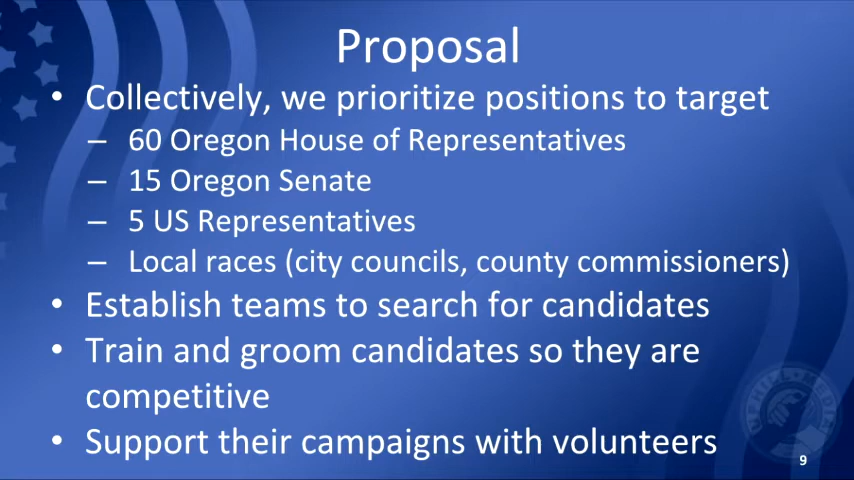 Proposal
• Collectively, we prioritize positions to target
– 60 Oregon House of Representatives
– 15 Oregon Senate
– 5 US Representatives
– Local races (city councils, county commissioners)
• Establish teams to search for candidates
• Train and groom candidates so they are
competitive
• Support their campaigns with volunteers
9